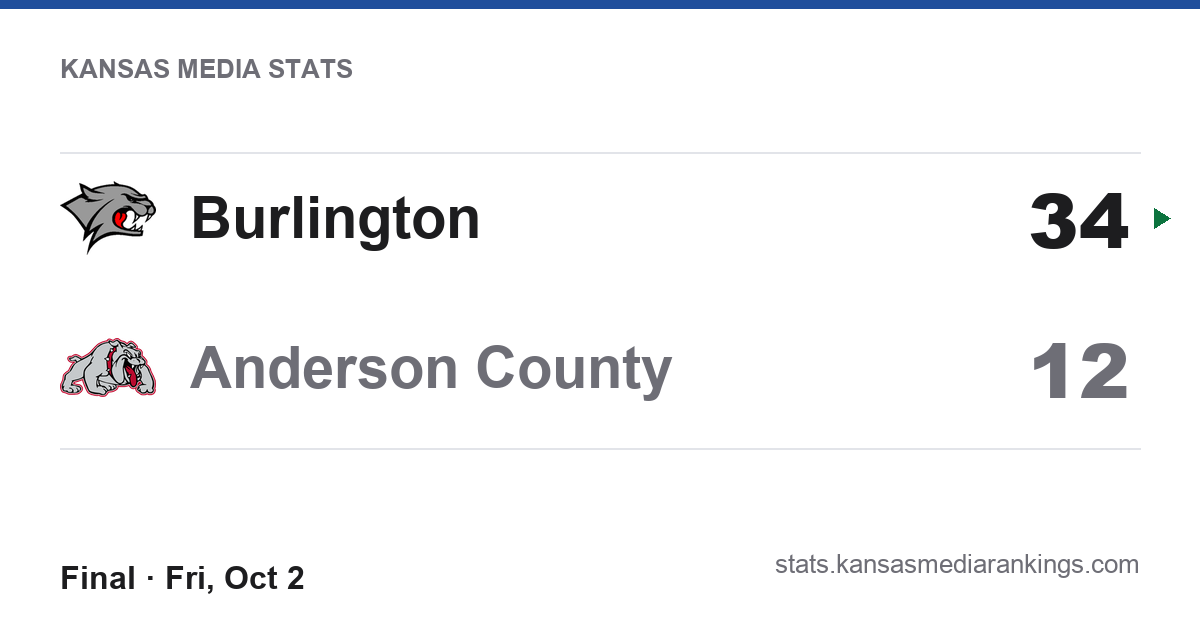 KANSAS MEDIA STATS
Burlington 34
Anderson County 12
Final · Fri, Oct 2
stats.kansasmediarankings.com